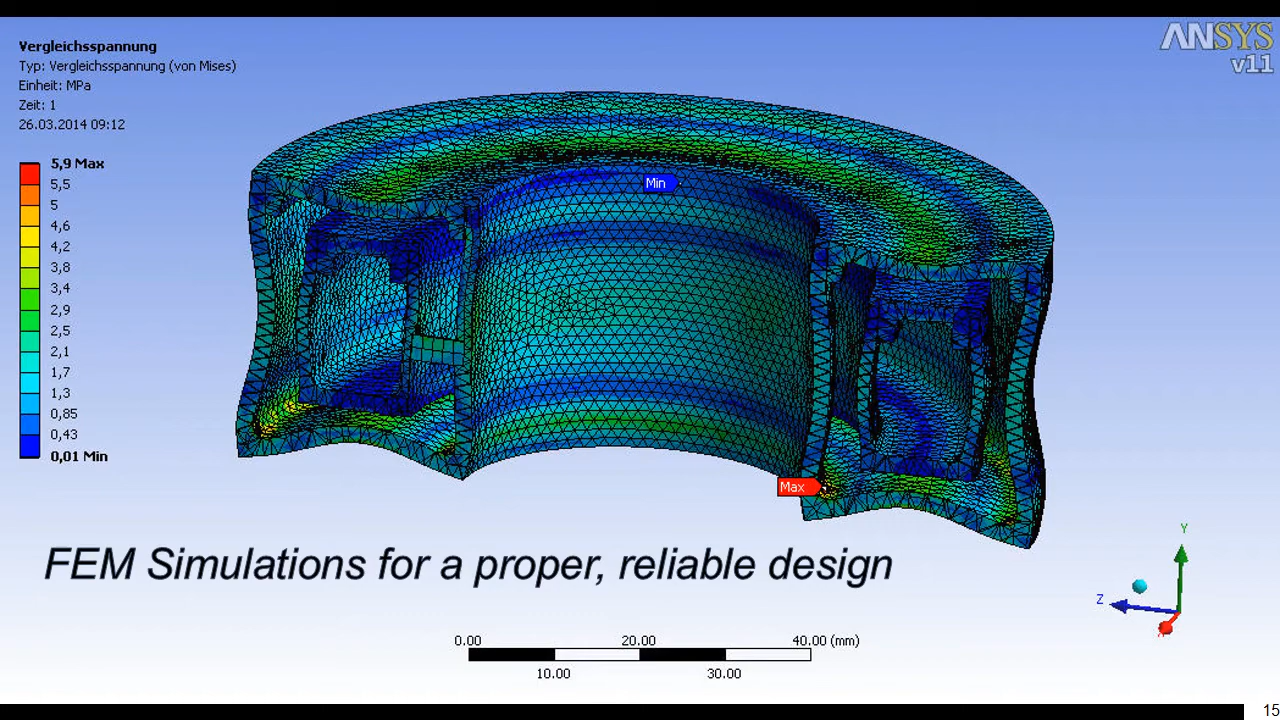 Vergleichsspannung
Typ: Vergleichsspannung (von Mises)
Einheit: MPa
Zeit: 1
26.03.2014 09:12
ANSYS
v11
5,9 Max
5,5
5
4,6
4,2
3,8
3,4
2,9
2,5
2,1
1,7
1,3
0,85
0,43
0,01 Min
Min
Max
FEM Simulations for a proper, reliable design
Y
Z
0.00 20.00 40.00 (mm)
10.00 30.00
15